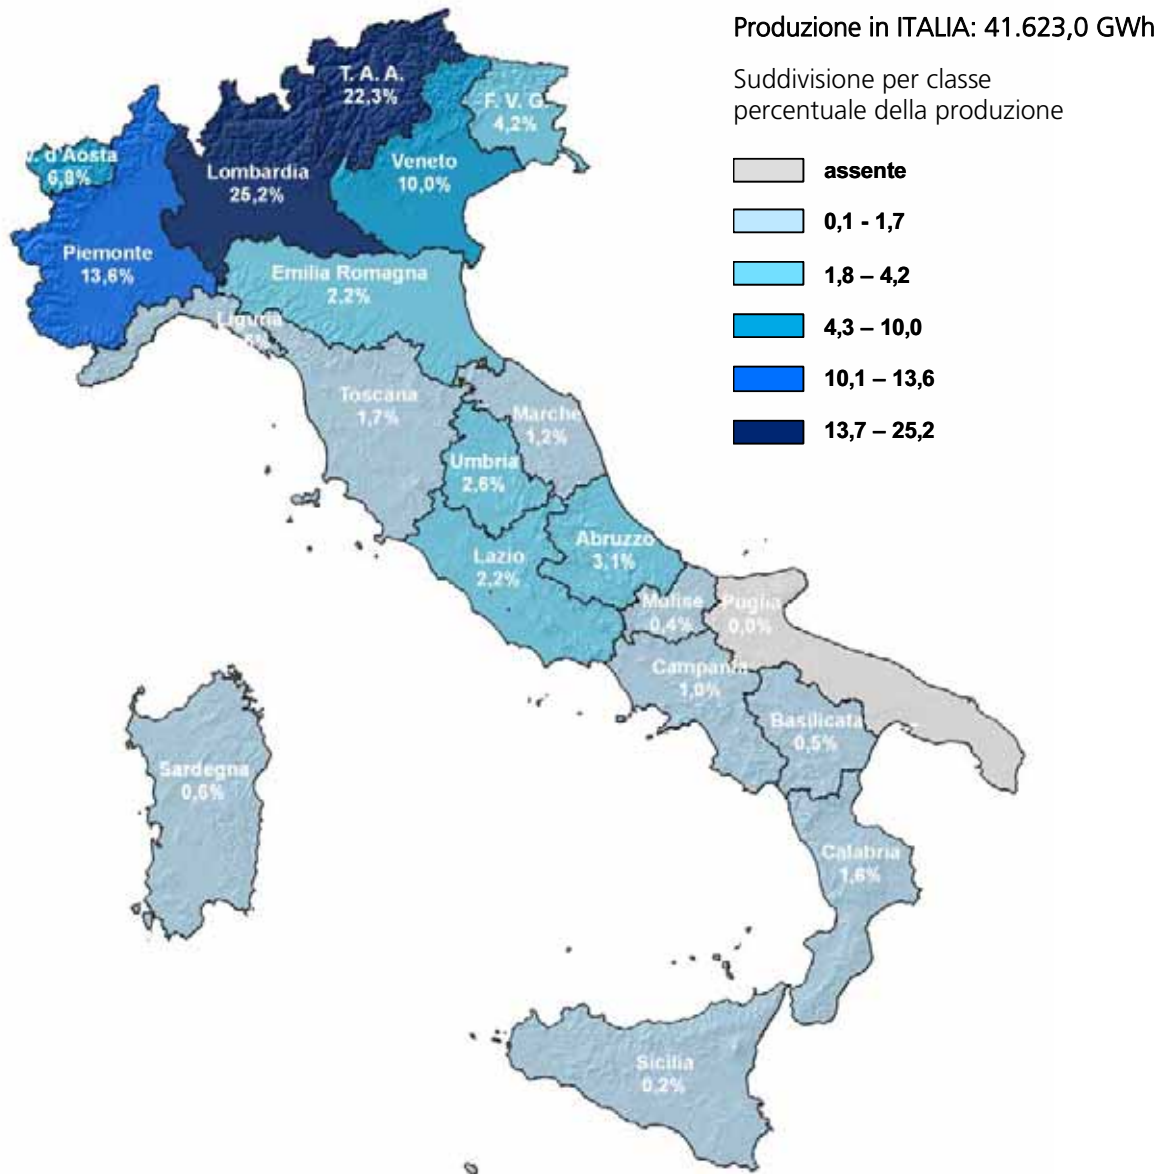 Produzione in ITALIA: 41.623,0 GWh
Suddivisione per classe
percentuale della produzione
assente
0,1 - 1,7
1,8 – 4,2
4,3 – 10,0
10,1 – 13,6
13,7 – 25,2
T. A. A.
22,3%
F. V. G.
4,2%
v. d'Aosta
6,8%
Veneto
10,0%
Lombardia
25,2%
Piemonte
13,6%
Emilia Romagna
2,2%
Liguria
Toscana
1,7%
Marche
1,2%
Umbria
2,6%
Abruzzo
3,1%
Lazio
2,2%
Molise
0,4%
Puglia
0,0%
Campania
1,0%
Basilicata
0,5%
Sardegna
0,6%
Calabria
1,6%
Sicilia
0,2%